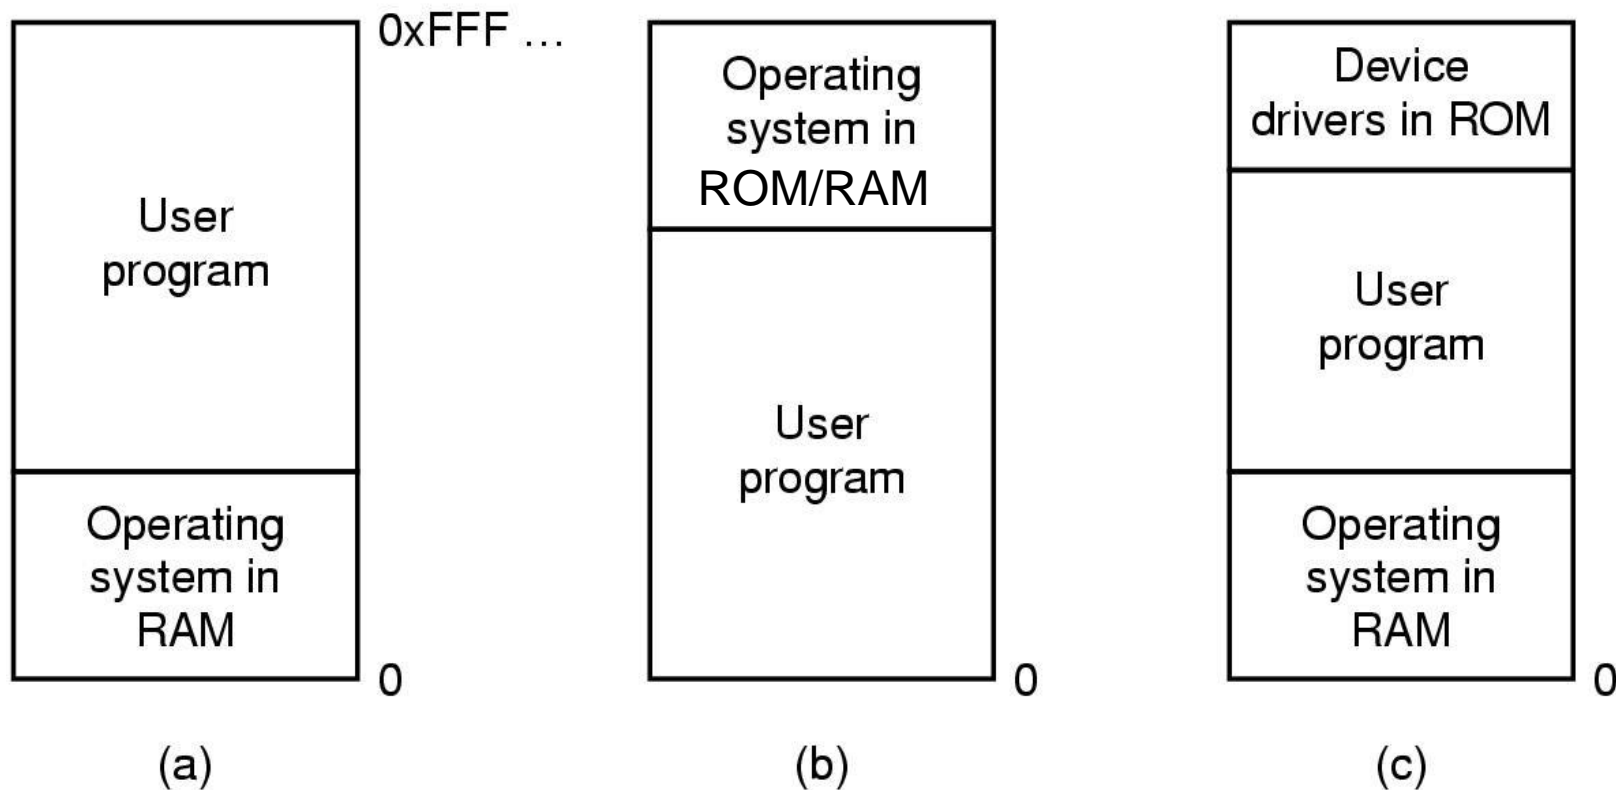 0xFFF ...
User
program
Operating
system in
RAM
0
(a)
Operating
system in
ROM/RAM
User
program
0
(b)
Device
drivers in ROM
User
program
Operating
system in
RAM
0
(c)